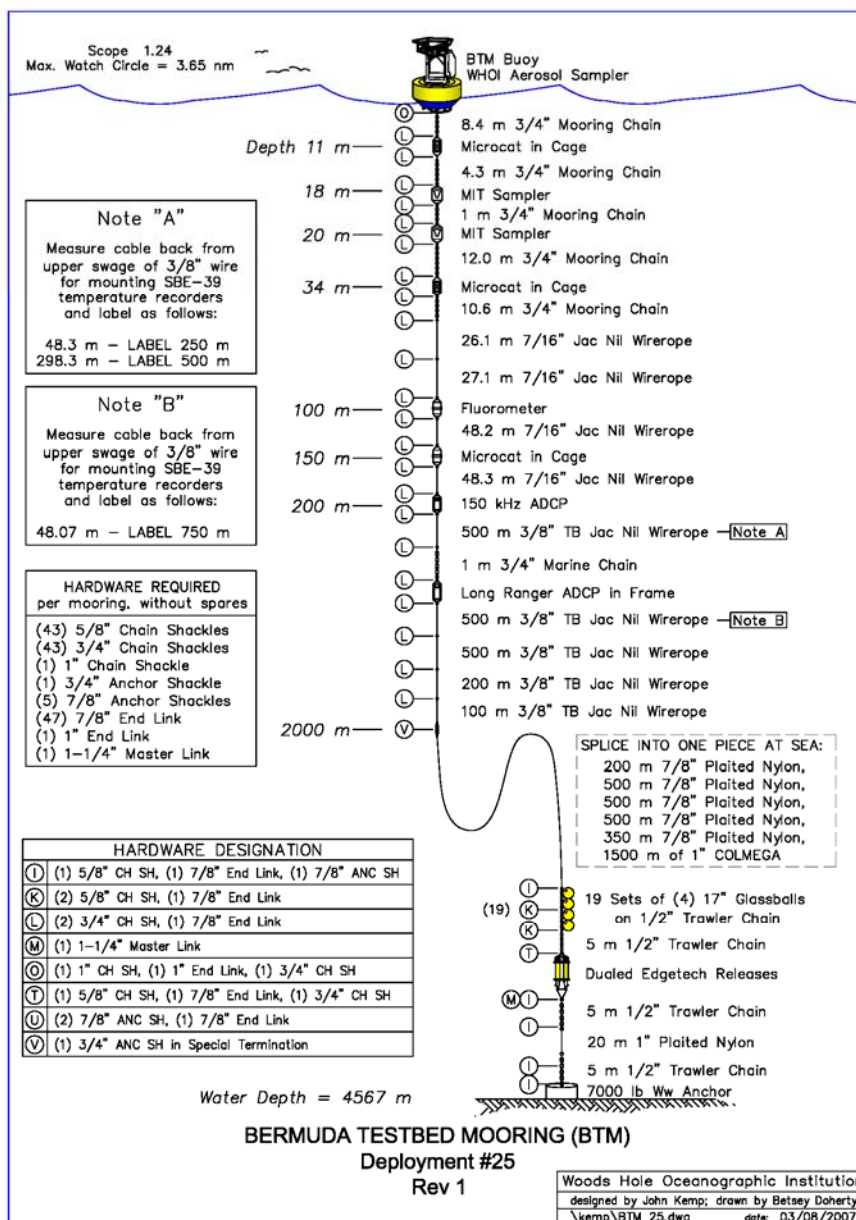 Scope 1.24
Max. Watch Circle = 3.65 nm
BTM Buoy
WHOI Aerosol Sampler
O
8.4 m 3/4" Mooring Chain
L
Depth 11 m
Microcat in Cage
L
4.3 m 3/4" Mooring Chain
L
18 m
MIT Sampler
L
1 m 3/4" Mooring Chain
L
20 m
MIT Sampler
L
12.0 m 3/4" Mooring Chain
L
34 m
Microcat in Cage
L
10.6 m 3/4" Mooring Chain
L
26.1 m 7/16" Jac Nil Wirerope
L
27.1 m 7/16" Jac Nil Wirerope
L
100 m
Fluorometer
L
48.2 m 7/16" Jac Nil Wirerope
L
150 m
Microcat in Cage
L
48.3 m 7/16" Jac Nil Wirerope
L
200 m
150 kHz ADCP
L
500 m 3/8" TB Jac Nil Wirerope Note A
L
1 m 3/4" Marine Chain
L
Long Ranger ADCP in Frame
L
500 m 3/8" TB Jac Nil Wirerope Note B
L
500 m 3/8" TB Jac Nil Wirerope
L
200 m 3/8" TB Jac Nil Wirerope
L
100 m 3/8" TB Jac Nil Wirerope
2000 m
V
Note "A"
Measure cable back from
upper swage of 3/8" wire
for mounting SBE-39
temperature recorders
and label as follows:
48.3 m - LABEL 250 m
298.3 m - LABEL 500 m
Note "B"
Measure cable back from
upper swage of 3/8" wire
for mounting SBE-39
temperature recorders
and label as follows:
48.07 m - LABEL 750 m
HARDWARE REQUIRED
per mooring, without spares
(43) 5/8" Chain Shackles
(43) 3/4" Chain Shackles
(1) 1" Chain Shackle
(1) 3/4" Anchor Shackle
(5) 7/8" Anchor Shackles
(47) 7/8" End Link
(1) 1" End Link
(1) 1-1/4" Master Link
SPLICE INTO ONE PIECE AT SEA:
200 m 7/8" Plaited Nylon,
500 m 7/8" Plaited Nylon,
500 m 7/8" Plaited Nylon,
500 m 7/8" Plaited Nylon,
350 m 7/8" Plaited Nylon,
1500 m of 1" COLMEGA
HARDWARE DESIGNATION
I (1) 5/8" CH SH, (1) 7/8" End Link, (1) 7/8" ANC SH
K (2) 5/8" CH SH, (1) 7/8" End Link
L (2) 3/4" CH SH, (1) 7/8" End Link
M (1) 1-1/4" Master Link
O (1) 1" CH SH, (1) 1" End Link, (1) 3/4" CH SH
T (1) 5/8" CH SH, (1) 7/8" End Link, (1) 3/4" CH SH
U (2) 7/8" ANC SH, (1) 7/8" End Link
V (1) 3/4" ANC SH in Special Termination
I
19 Sets of (4) 17" Glassballs
(19) K
on 1/2" Trawler Chain
K
5 m 1/2" Trawler Chain
T
Dualed Edgetech Releases
M I
5 m 1/2" Trawler Chain
I
20 m 1" Plaited Nylon
I
5 m 1/2" Trawler Chain
I
7000 lb Ww Anchor
Water Depth = 4567 m
BERMUDA TESTBED MOORING (BTM)
Deployment #25
Rev 1
Woods Hole Oceanographic Institution
designed by John Kemp; drawn by Betsey Doherty
\kemp\BTM_25.dwg date: 03/08/2007